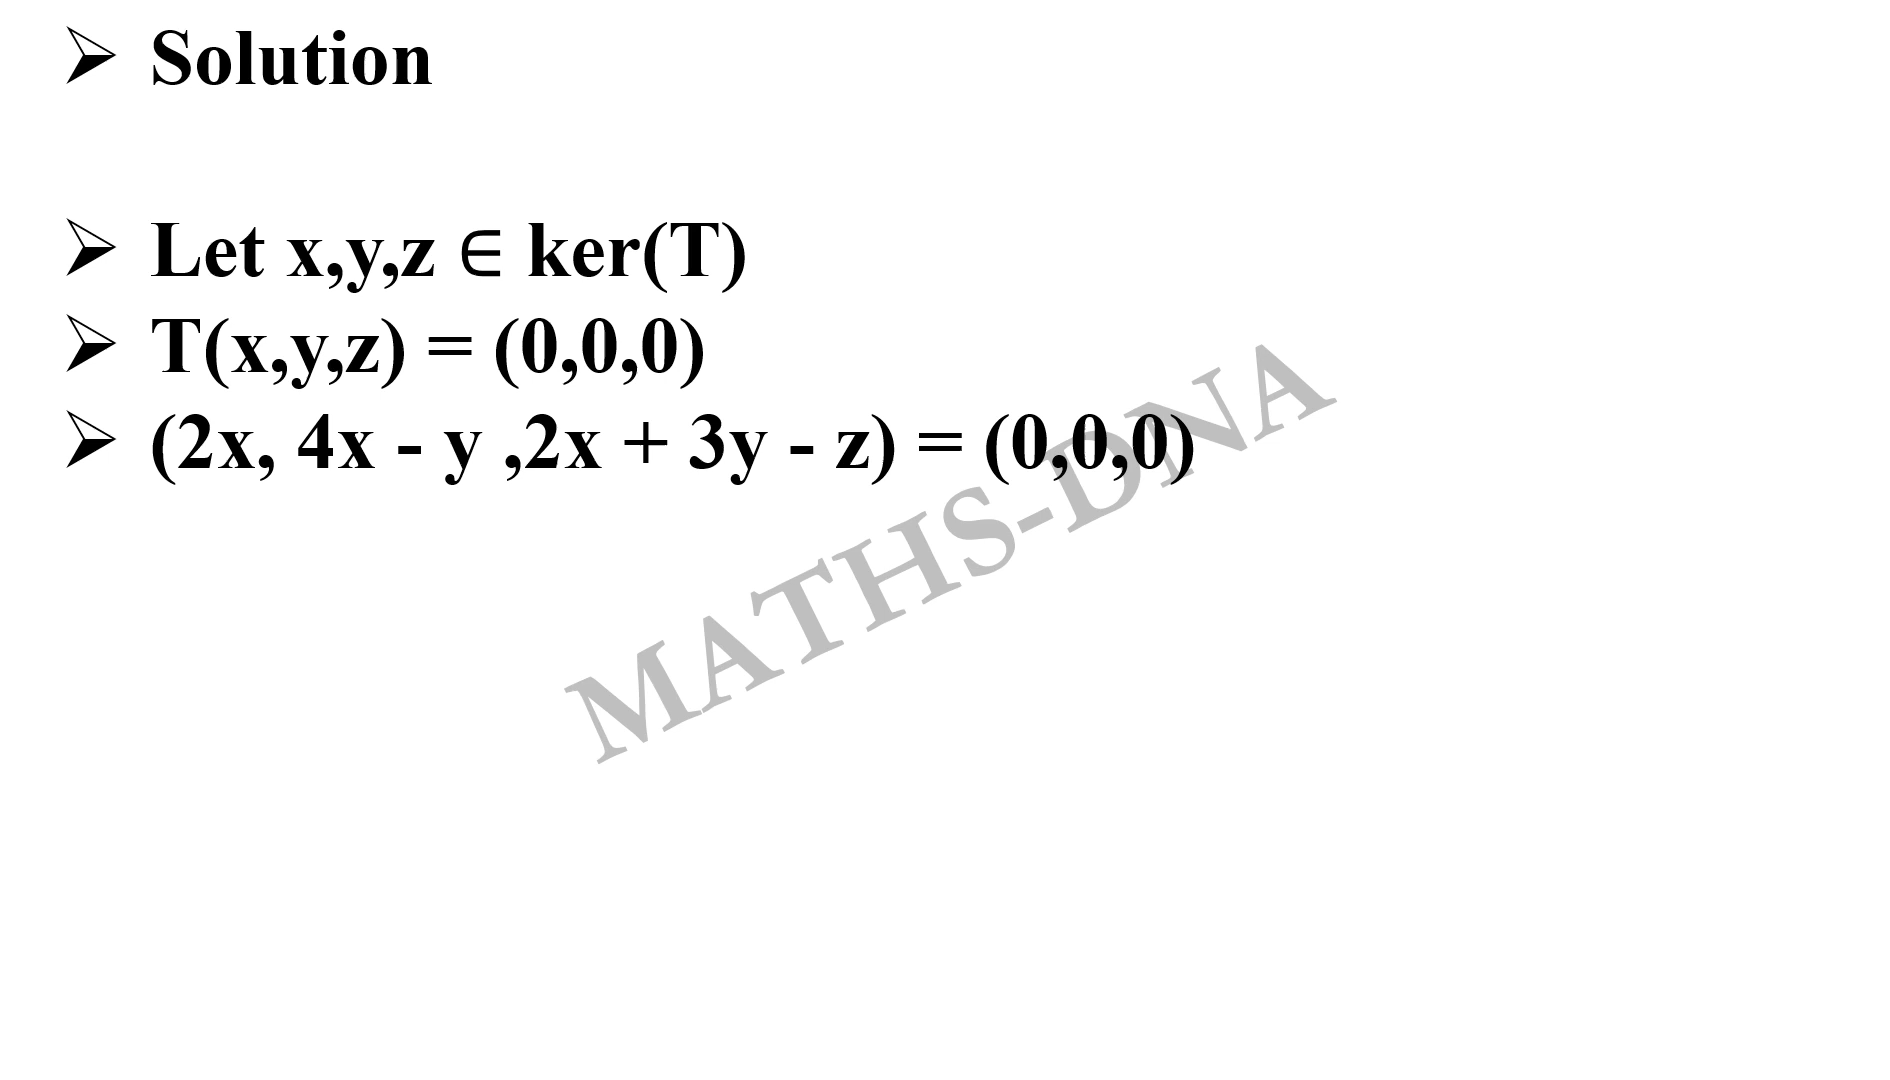 ➢ Solution
➢ Let x,y,z ∈ ker(T)
➢ T(x,y,z) = (0,0,0)
➢ (2x, 4x - y ,2x + 3y - z) = (0,0,0)
MATHS-DNA